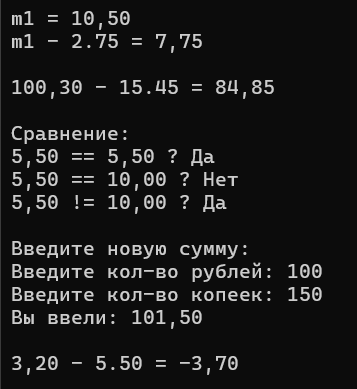 m1 = 10,50
m1 - 2.75 = 7,75
100,30 - 15.45 = 84,85
Сравнение:
5,50 == 5,50 ? Да
5,50 == 10,00 ? Нет
5,50 != 10,00 ? Да
Введите новую сумму:
Введите кол-во рублей: 100
Введите кол-во копеек: 150
Вы ввели: 101,50
3,20 - 5.50 = -3,70